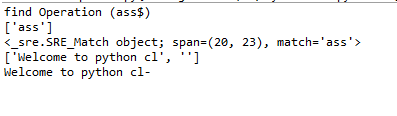 find Operation (ass$)
['ass']
<_sre.SRE_Match object; span=(20, 23), match='ass'>
['Welcome to python cl', '']
Welcome to python cl-